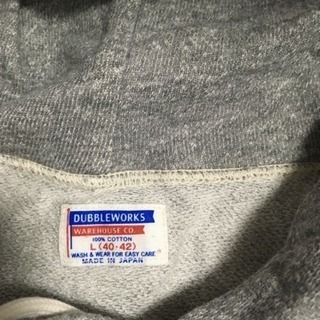 DUBBLEWORKS
WAREHOUSE CO.
100% COTTON
L (40-42)
WASH & WEAR FOR EASY CARE
MADE IN JAPAN